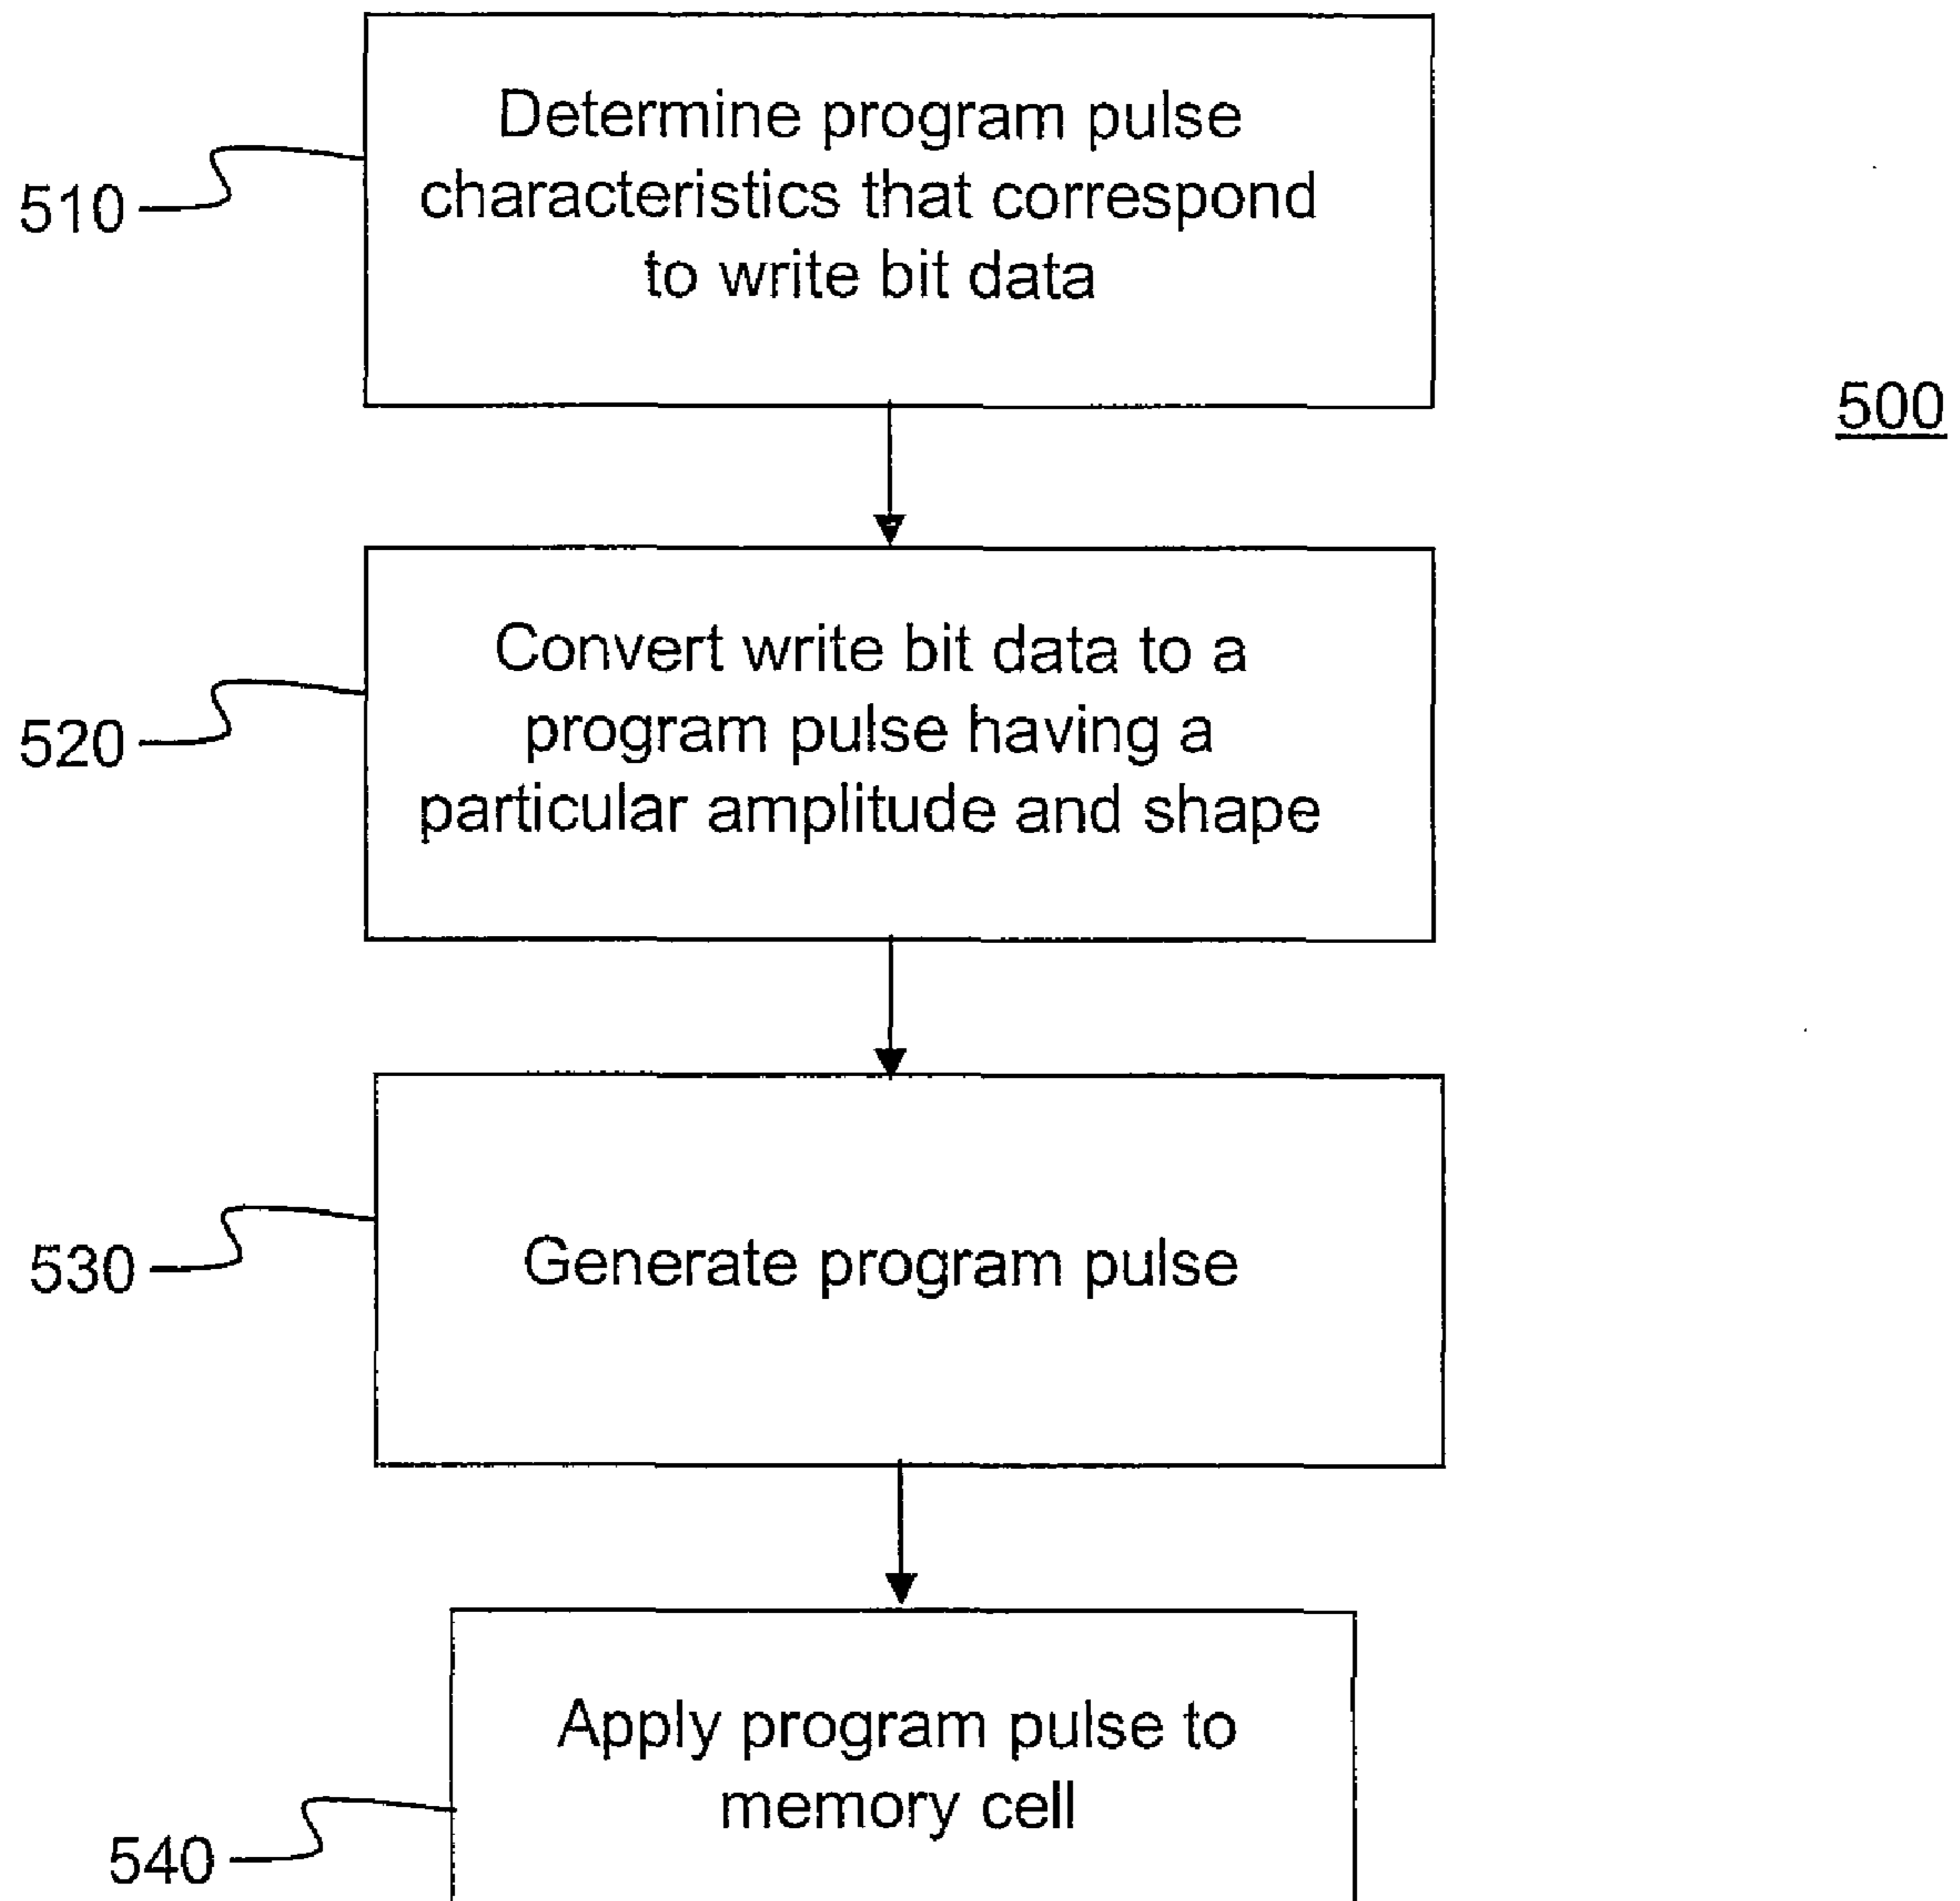 Determine program pulse
characteristics that correspond
to write bit data
510
500
Convert write bit data to a
program pulse having a
particular amplitude and shape
520
Generate program pulse
530
Apply program pulse to
memory cell
540